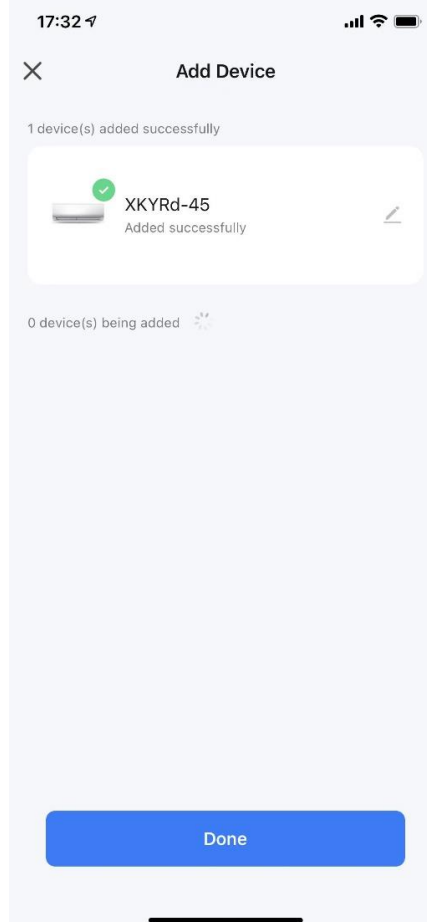 17:32
Add Device
1 device(s) added successfully
XKYRd-45
Added successfully
0 device(s) being added
Done